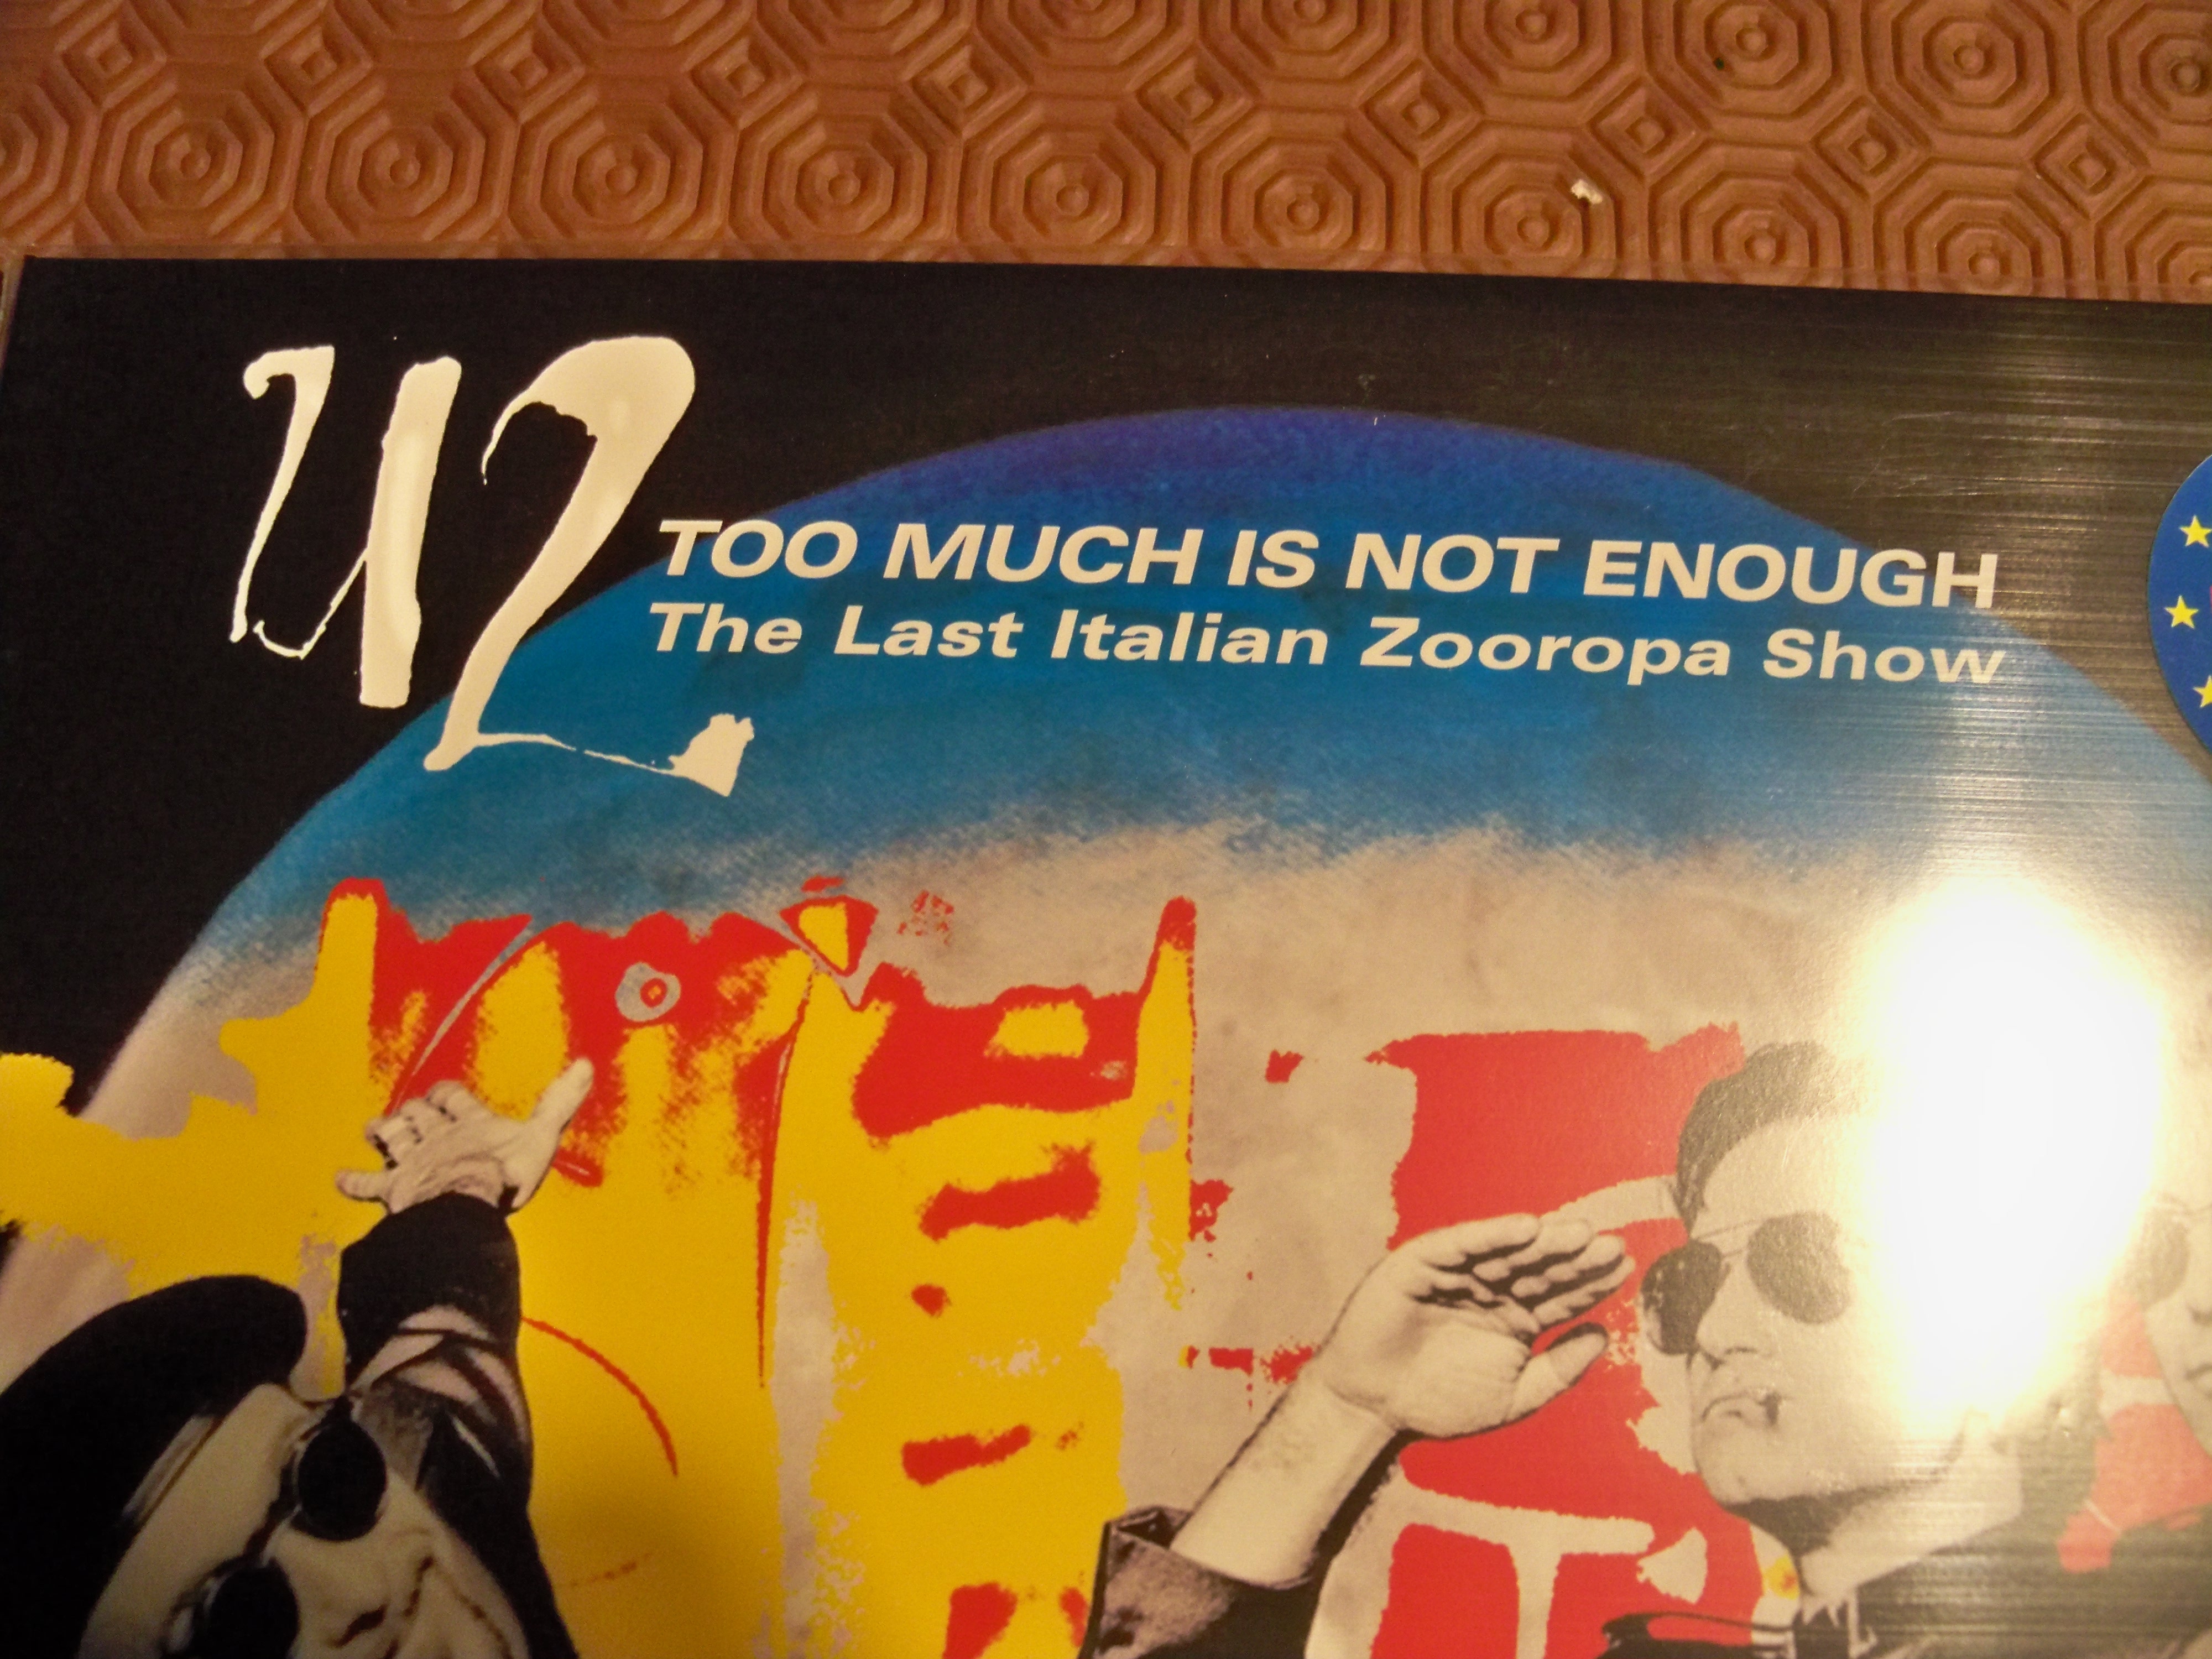 U2
TOO MUCH IS NOT ENOUGH
The Last Italian Zooropa Show